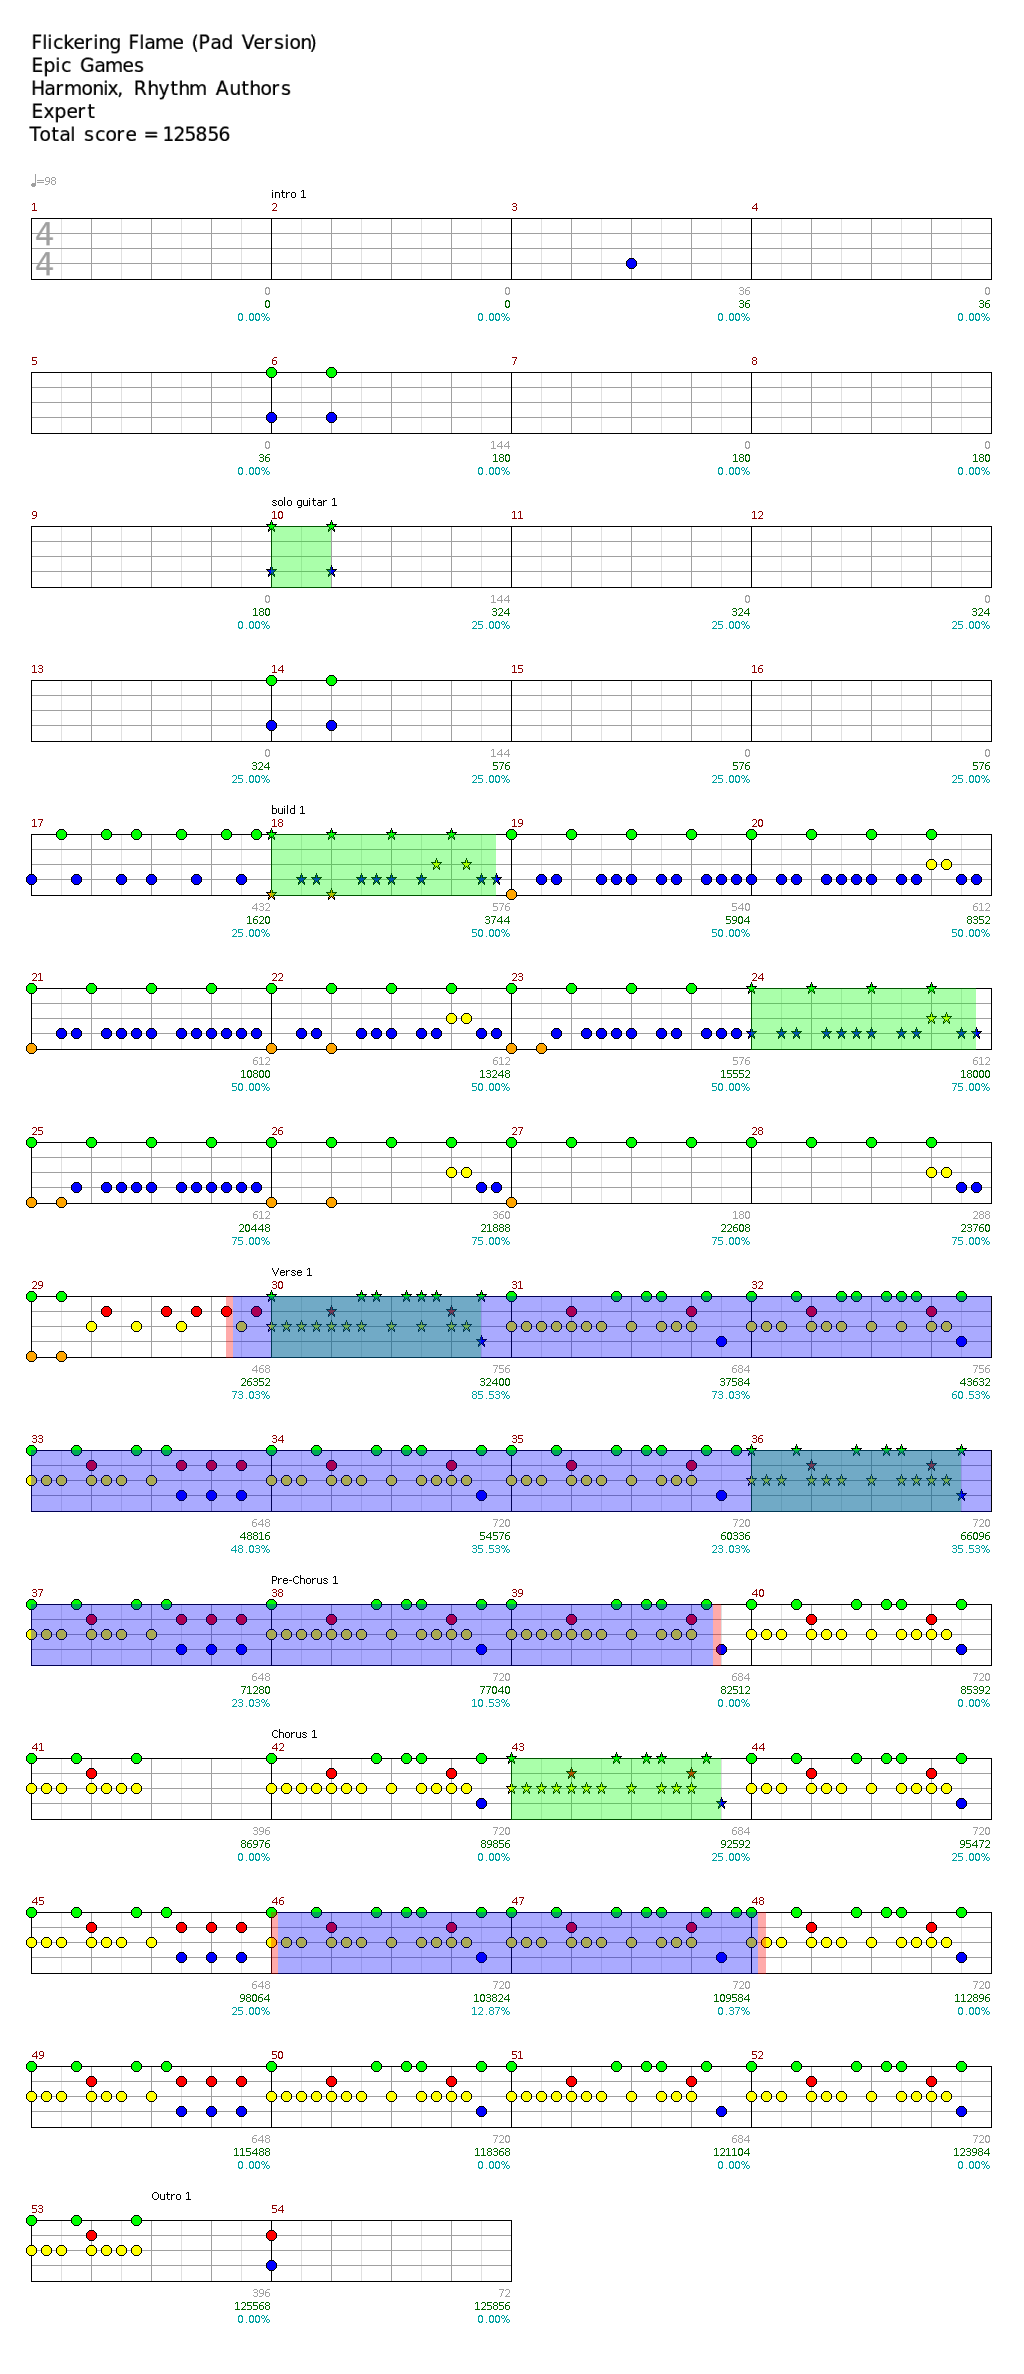 Flickering Flame (Pad Version)
Epic Games
Harmonix, Rhythm Authors
Expert
Total score = 125856
♩=98
intro 1
1 2 3 4
4
4
0 0 36 0
0 0 36 36
0.00% 0.00% 0.00% 0.00%
5 6 7 8
0 144 0 0
36 180 180 180
0.00% 0.00% 0.00% 0.00%
solo guitar 1
9 10 11 12
0 144 0 0
180 324 324 324
0.00% 25.00% 25.00% 25.00%
13 14 15 16
0 144 0 0
324 576 576 576
25.00% 25.00% 25.00% 25.00%
build 1
17 18 19 20
432 576 540 612
1620 3744 5904 8352
25.00% 50.00% 50.00% 50.00%
21 22 23 24
612 612 576 612
10800 13248 15552 18000
50.00% 50.00% 50.00% 75.00%
25 26 27 28
612 360 180 288
20448 21888 22608 23760
75.00% 75.00% 75.00% 75.00%
Verse 1
29 30 31 32
468 756 684 756
26352 32400 37584 43632
73.03% 85.53% 73.03% 60.53%
33 34 35 36
648 720 720 720
48816 54576 60336 66096
48.03% 35.53% 23.03% 35.53%
Pre-Chorus 1
37 38 39 40
648 720 684 720
71280 77040 82512 85392
23.03% 10.53% 0.00% 0.00%
Chorus 1
41 42 43 44
396 720 684 720
86976 89856 92592 95472
0.00% 0.00% 25.00% 25.00%
45 46 47 48
648 720 720 720
98064 103824 109584 112896
25.00% 12.87% 0.37% 0.00%
49 50 51 52
648 720 684 720
115488 118368 121104 123984
0.00% 0.00% 0.00% 0.00%
Outro 1
53 54
396 72
125568 125856
0.00% 0.00%